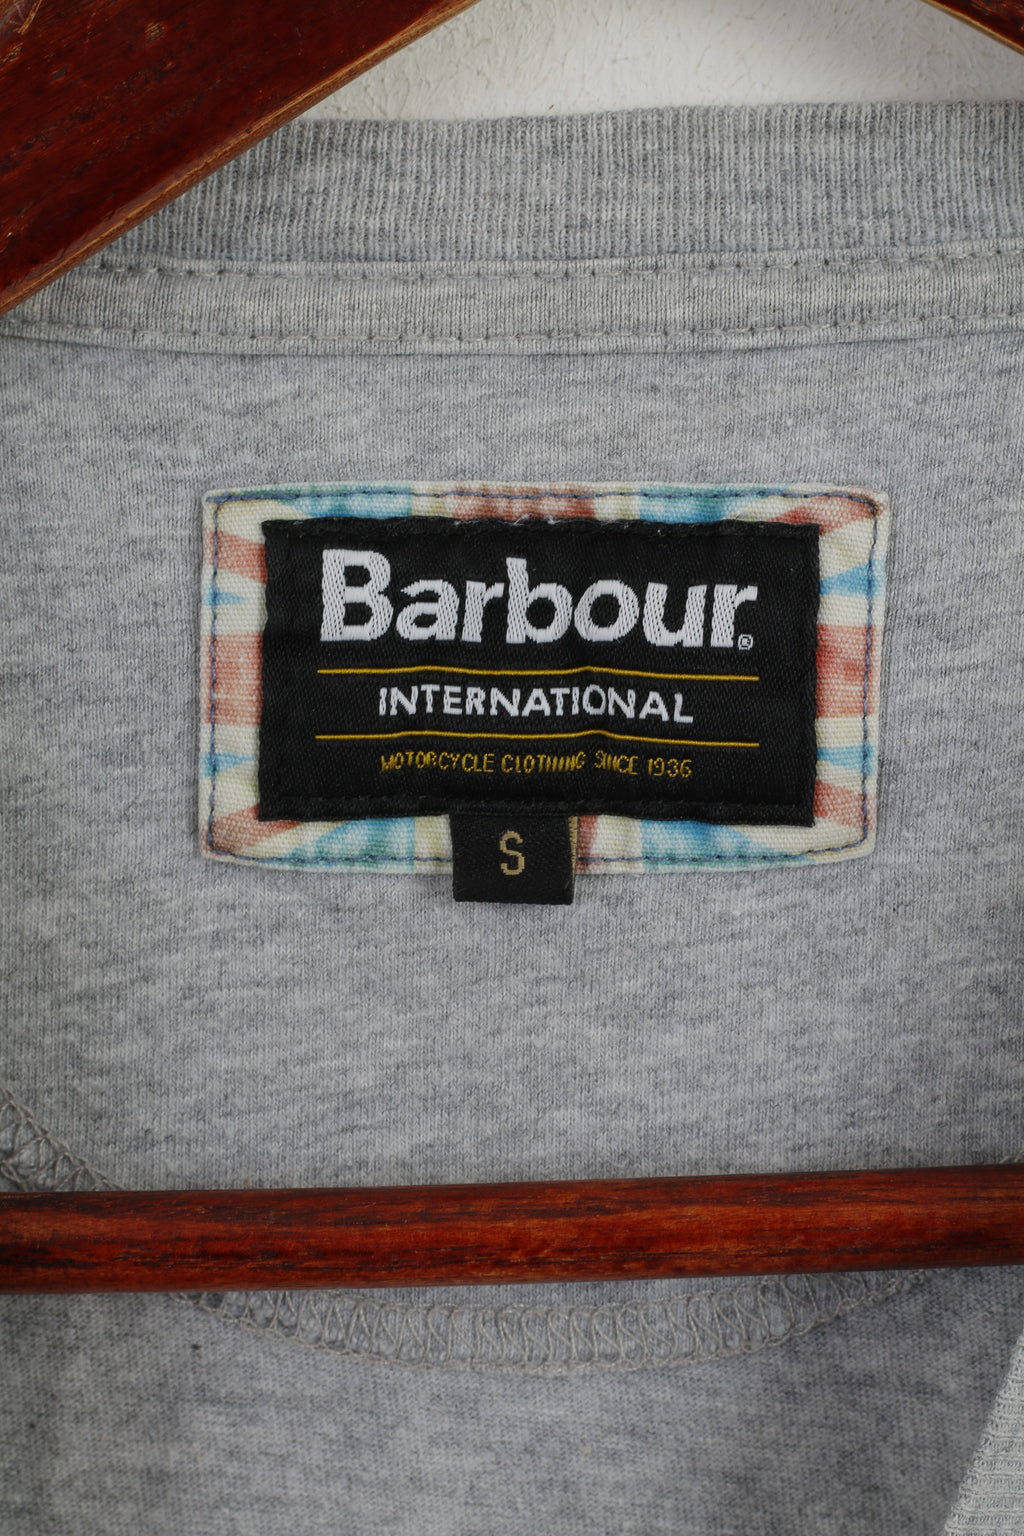 Barbour®
INTERNATIONAL
MOTORCYCLE CLOTHING SINCE 1936
S